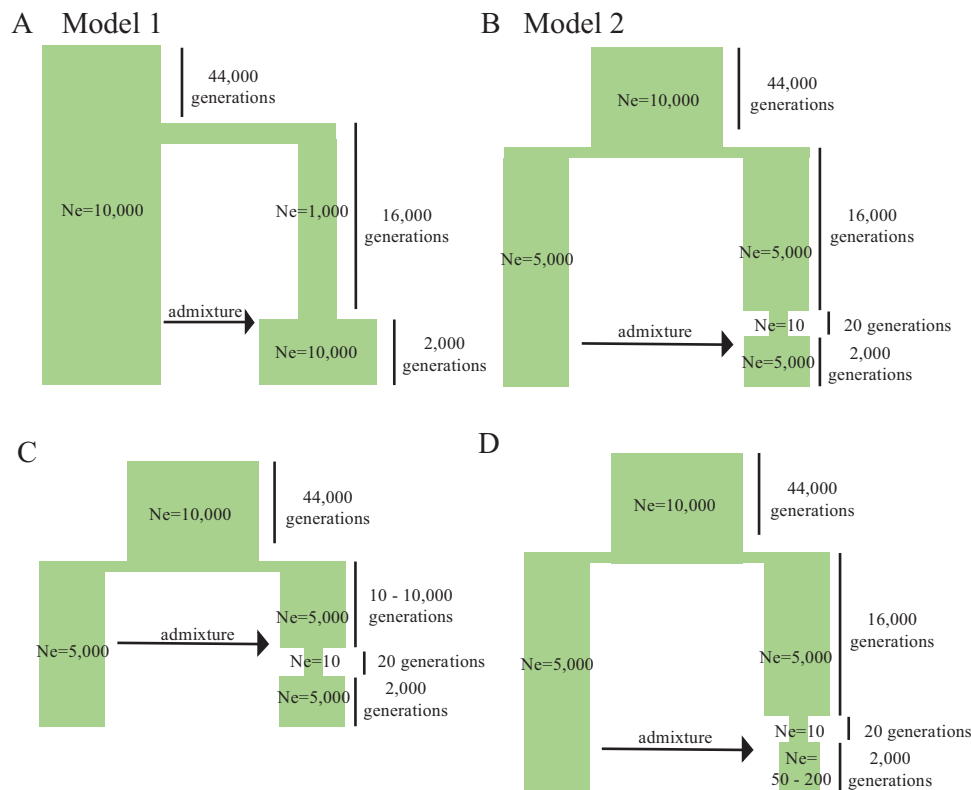 A Model 1
44,000
generations
Ne=10,000
Ne=1,000
16,000
generations
admixture
Ne=10,000
2,000
generations
B Model 2
Ne=10,000
44,000
generations
Ne=5,000
Ne=5,000
16,000
generations
Ne=10
20 generations
admixture
Ne=5,000
2,000
generations
C
Ne=10,000
44,000
generations
10 - 10,000
generations
Ne=5,000
admixture
Ne=5,000
Ne=10
20 generations
Ne=5,000
2,000
generations
D
Ne=10,000
44,000
generations
16,000
generations
Ne=5,000
Ne=5,000
Ne=10
20 generations
admixture
Ne=
50 - 200
2,000
generations